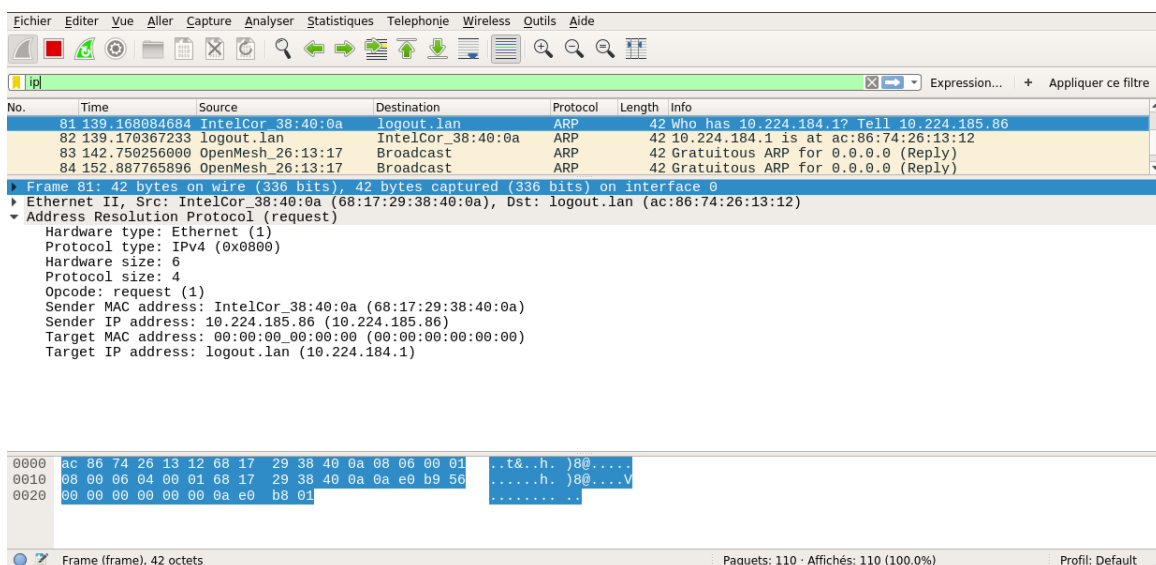 Fichier Editer Vue Aller Capture Analyser Statistiques Telephonie Wireless Outils Aide
ip
Expression... + Appliquer ce filtre
No. Time Source Destination Protocol Length Info
81 139.168084684 IntelCor_38:40:0a logout.lan ARP 42 Who has 10.224.184.1? Tell 10.224.185.86
82 139.170367233 logout.lan IntelCor_38:40:0a ARP 42 10.224.184.1 is at ac:86:74:26:13:12
83 142.750256000 OpenMesh_26:13:17 Broadcast ARP 42 Gratuitous ARP for 0.0.0.0 (Reply)
84 152.887765896 OpenMesh_26:13:17 Broadcast ARP 42 Gratuitous ARP for 0.0.0.0 (Reply)
Frame 81: 42 bytes on wire (336 bits), 42 bytes captured (336 bits) on interface 0
Ethernet II, Src: IntelCor_38:40:0a (68:17:29:38:40:0a), Dst: logout.lan (ac:86:74:26:13:12)
Address Resolution Protocol (request)
Hardware type: Ethernet (1)
Protocol type: IPv4 (0x0800)
Hardware size: 6
Protocol size: 4
Opcode: request (1)
Sender MAC address: IntelCor_38:40:0a (68:17:29:38:40:0a)
Sender IP address: 10.224.185.86 (10.224.185.86)
Target MAC address: 00:00:00_00:00:00 (00:00:00:00:00:00)
Target IP address: logout.lan (10.224.184.1)
0000 ac 86 74 26 13 12 68 17 29 38 40 0a 08 06 00 01 ..t&..h. )8@.....
0010 08 00 06 04 00 01 68 17 29 38 40 0a 0a e0 b9 56 ......h. )8@....V
0020 00 00 00 00 00 00 0a e0 b8 01 ........ ..
Frame (frame), 42 octets Paquets: 110 · Affichés: 110 (100.0%) Profil: Default